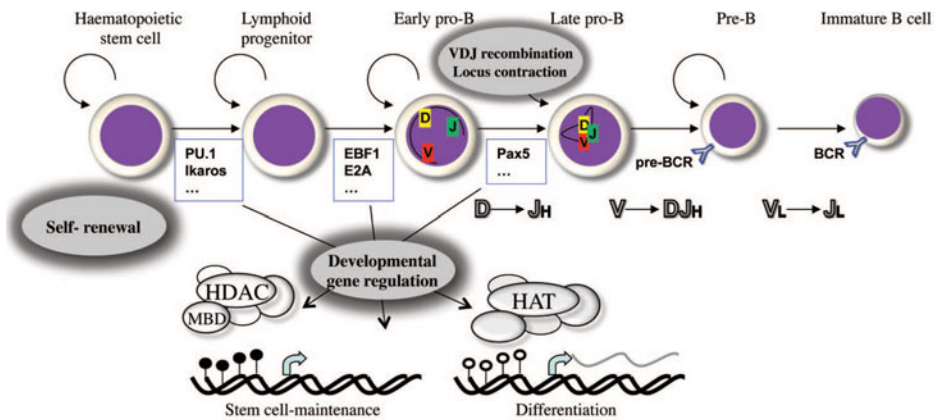 Haematopoietic
stem cell
Lymphoid
progenitor
Early pro-B
Late pro-B
Pre-B
Immature B cell
VDJ recombination
Locus contraction
D
J
V
D
J
V
PU.1
Ikaros
...
EBF1
E2A
...
Pax5
...
pre-BCR
BCR
D → JH
V → DJH
VL → JL
Self- renewal
Developmental
gene regulation
HDAC
MBD
HAT
Stem cell-maintenance
Differentiation